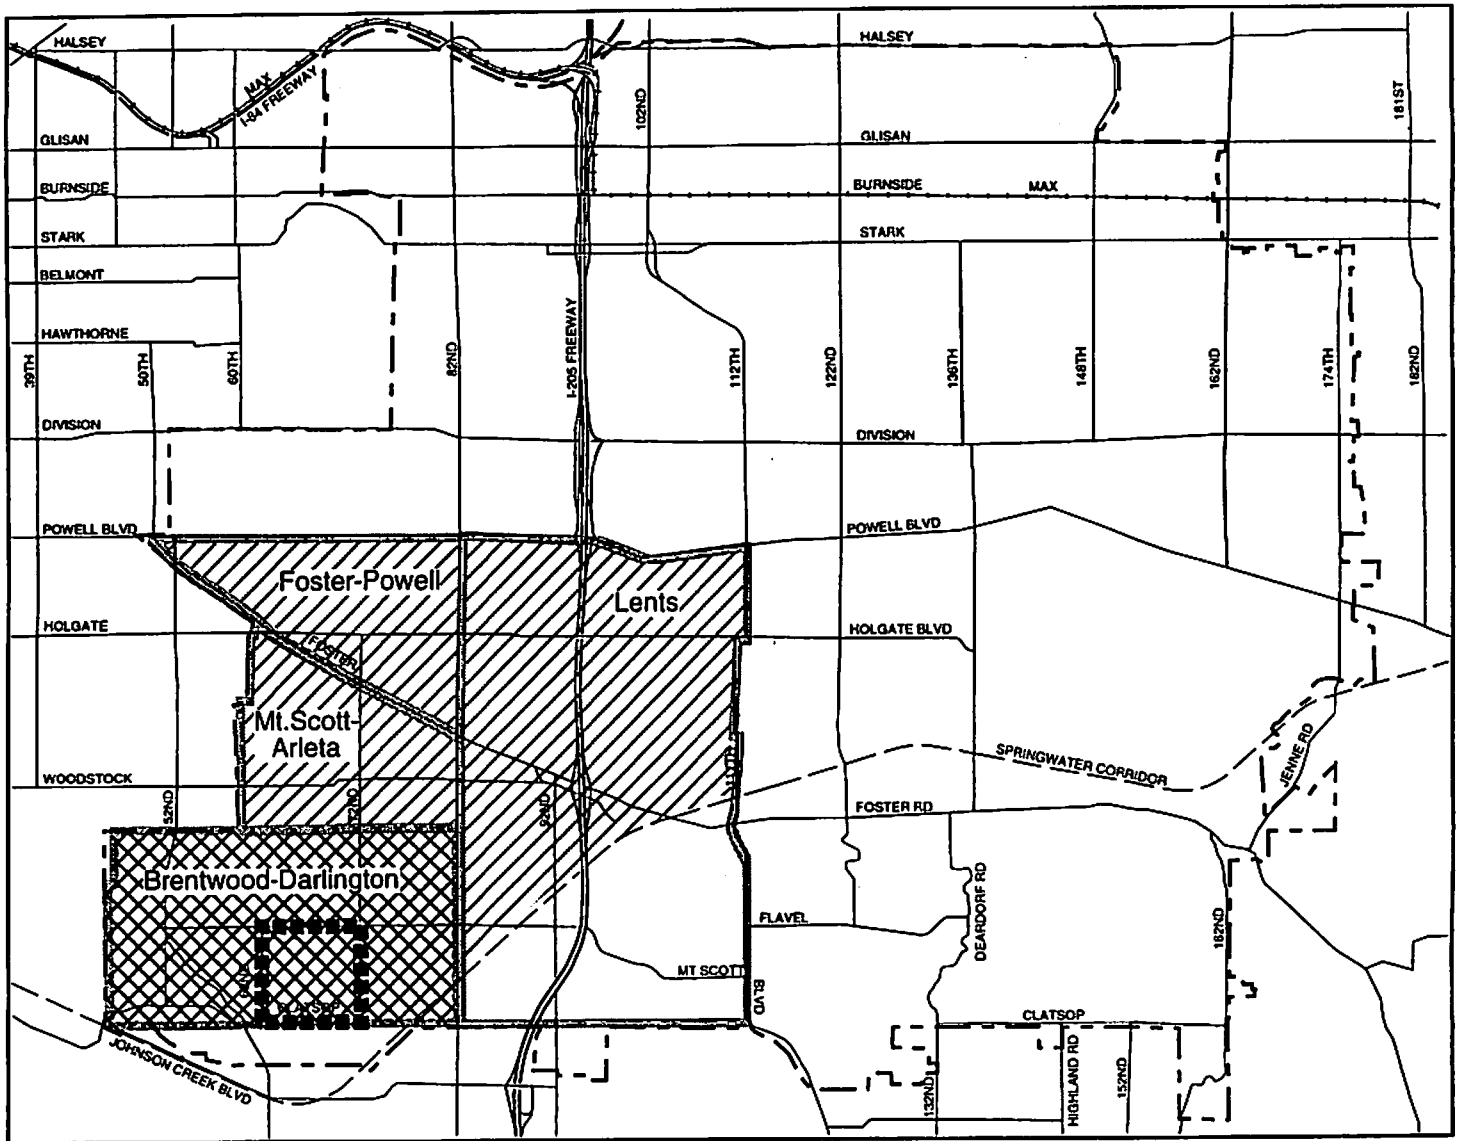 HALSEY
HALSEY
MAX
I-84 FREEWAY
102ND
181ST
GLISAN
GLISAN
BURNSIDE
BURNSIDE
MAX
STARK
STARK
BELMONT
HAWTHORNE
39TH
50TH
60TH
82ND
I-205 FREEWAY
112TH
122ND
136TH
148TH
162ND
174TH
182ND
DIVISION
DIVISION
POWELL BLVD
POWELL BLVD
Foster-Powell
Lents
HOLGATE
HOLGATE BLVD
FOSTER
Mt.Scott-
Arleta
WOODSTOCK
SPRINGWATER CORRIDOR
JENNE RD
52ND
72ND
92ND
FOSTER RD
Brentwood-Darlington
FLAVEL
DEARDORF RD
162ND
MT SCOTT
BLVD
CLATSOP
CLATSOP
JOHNSON CREEK BLVD
132ND
HIGHLAND RD
152ND